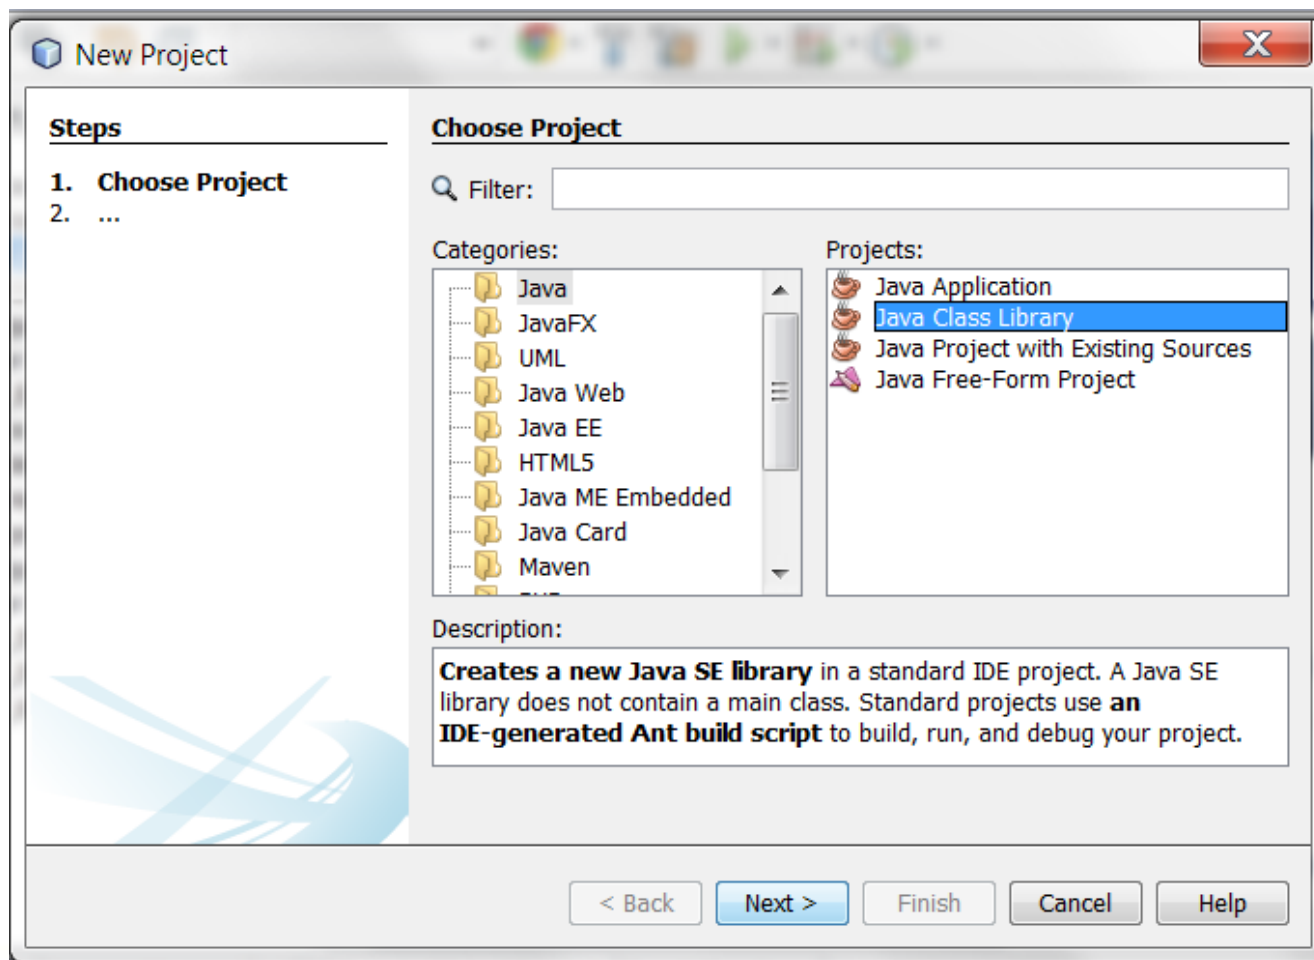 New Project
Steps
1. Choose Project
2. ...
Choose Project
Filter:
Categories:
Java
JavaFX
UML
Java Web
Java EE
HTML5
Java ME Embedded
Java Card
Maven
Projects:
Java Application
Java Class Library
Java Project with Existing Sources
Java Free-Form Project
Description:
Creates a new Java SE library in a standard IDE project. A Java SE
library does not contain a main class. Standard projects use an
IDE-generated Ant build script to build, run, and debug your project.
< Back
Next >
Finish
Cancel
Help